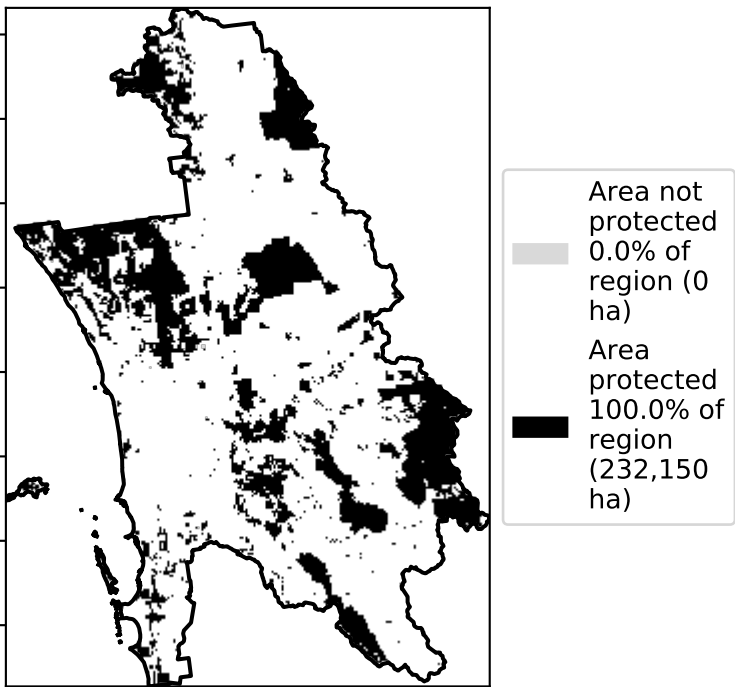 Area not
protected
0.0% of
region (0
ha)
Area
protected
100.0% of
region
(232,150
ha)